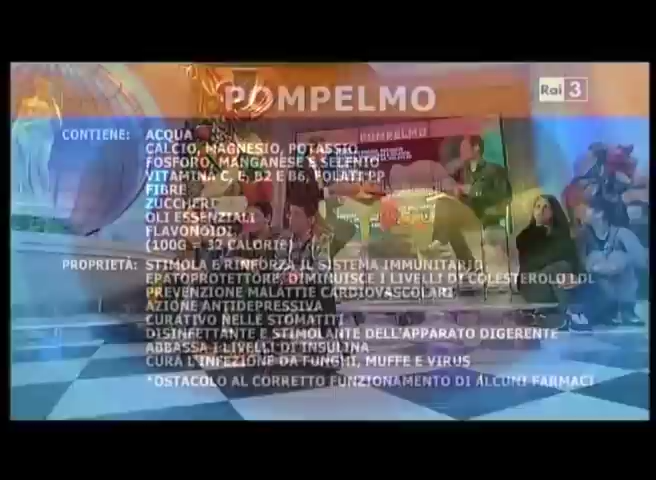 POMPELMO
Rai 3
CONTIENE: ACQUA
CALCIO, MAGNESIO, POTASSIO
FOSFORO, MANGANESE E SELENIO
VITAMINA C, E, B2 E B6, FOLATI PP
FIBRE
ZUCCHERI
OLI ESSENZIALI
FLAVONOIDI
(100G = 32 CALORIE)
PROPRIETÀ: STIMOLA E RINFORZA IL SISTEMA IMMUNITARIO
EPATOPROTETTORE, DIMINUISCE I LIVELLI DI COLESTEROLO LDL
PREVENZIONE MALATTIE CARDIOVASCOLARI
AZIONE ANTIDEPRESSIVA
CURATIVO NELLE STOMATITI
DISINFETTANTE E STIMOLANTE DELL'APPARATO DIGERENTE
ABBASSA I LIVELLI DI INSULINA
CURA L'INFEZIONE DA FUNGHI, MUFFE E VIRUS
*OSTACOLO AL CORRETTO FUNZIONAMENTO DI ALCUNI FARMACI
POMPELMO